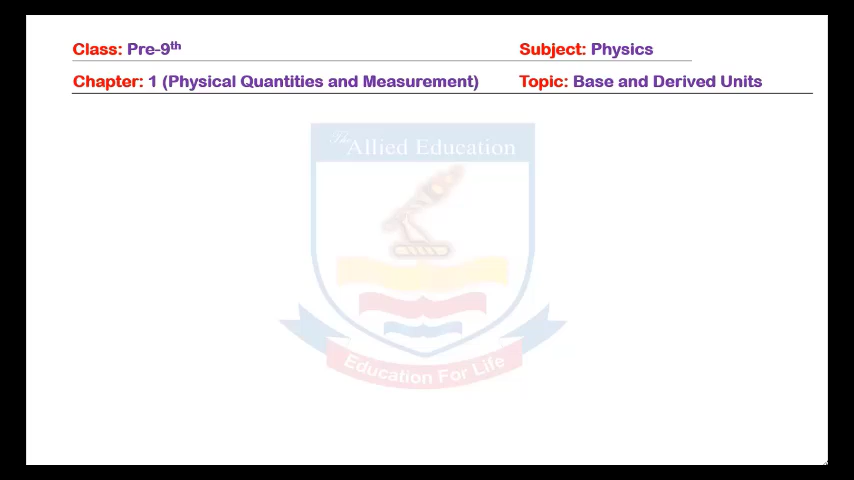 Class: Pre-9th Subject: Physics
Chapter: 1 (Physical Quantities and Measurement) Topic: Base and Derived Units
The Allied Education
Education For Life